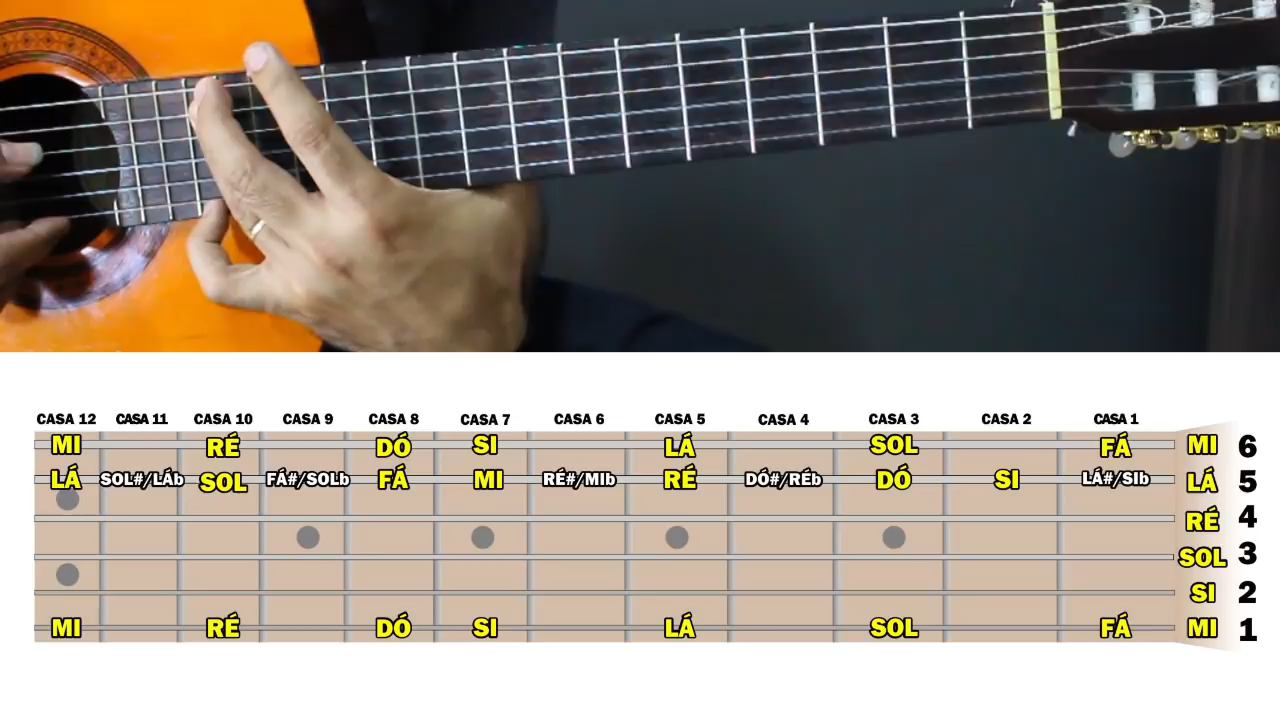 CASA 12 CASA 11 CASA 10 CASA 9 CASA 8 CASA 7 CASA 6 CASA 5 CASA 4 CASA 3 CASA 2 CASA 1
MI RÉ DÓ SI LÁ SOL FÁ MI 6
LÁ SOL#/LÁb SOL FÁ#/SOLb FÁ MI RÉ#/MIb RÉ DÓ#/RÉb DÓ SI LÁ#/SIb LÁ 5
RÉ 4
SOL 3
SI 2
MI RÉ DÓ SI LÁ SOL FÁ MI 1